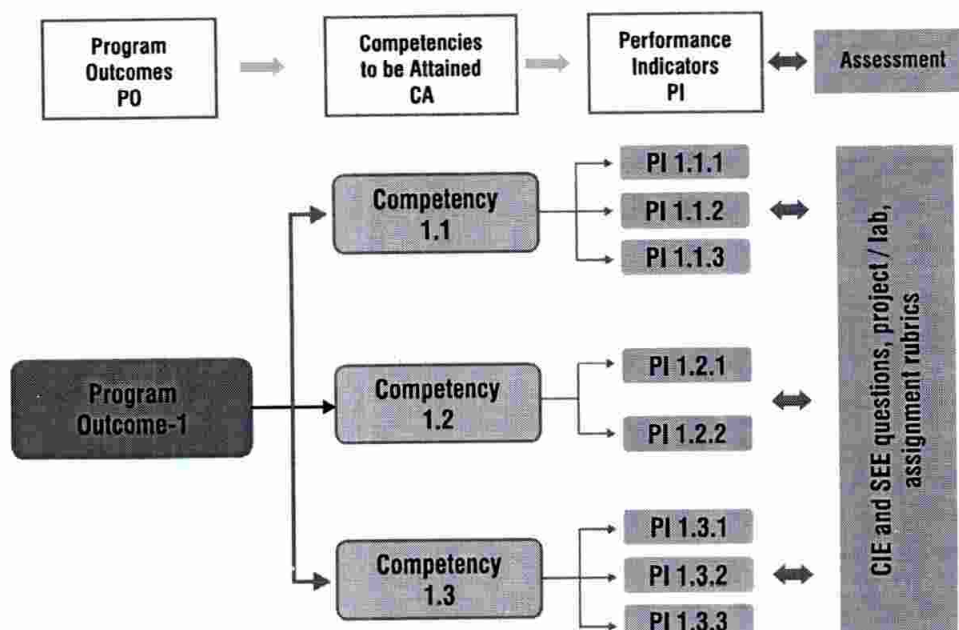 Program
Outcomes
PO
Competencies
to be Attained
CA
Performance
Indicators
PI
Assessment
Program
Outcome-1
Competency
1.1
PI 1.1.1
PI 1.1.2
PI 1.1.3
Competency
1.2
PI 1.2.1
PI 1.2.2
Competency
1.3
PI 1.3.1
PI 1.3.2
PI 1.3.3
CIE and SEE questions, project / lab,
assignment rubrics